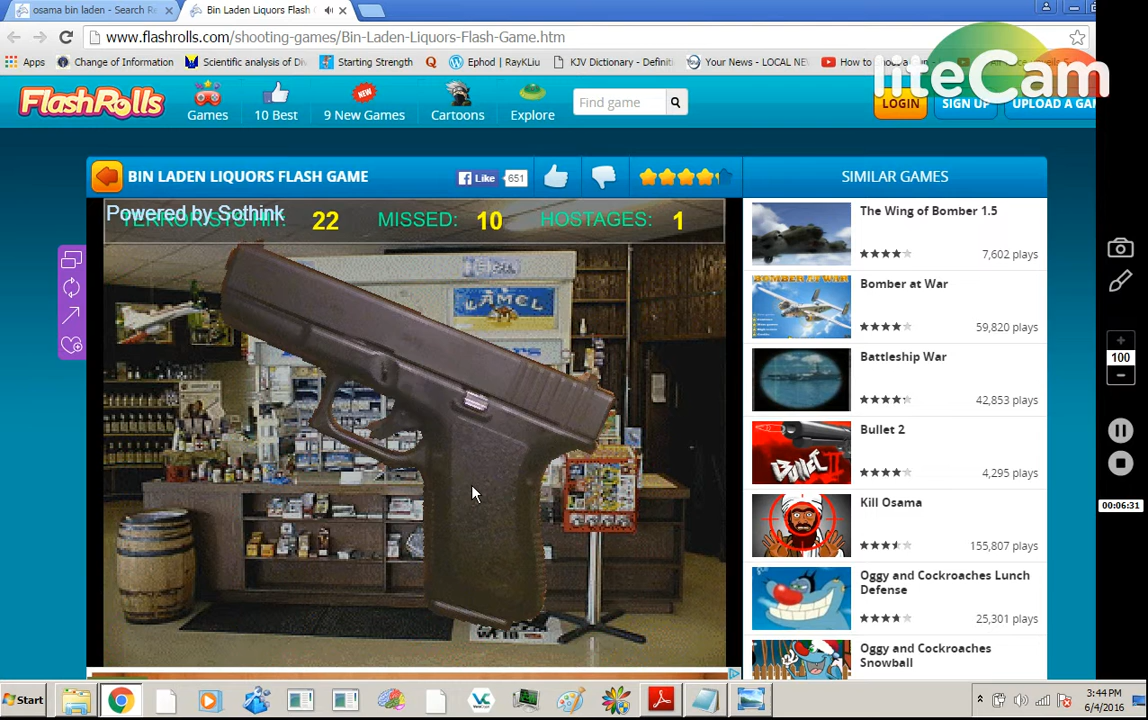 osama bin laden - Search Re
Bin Laden Liquors Flash
www.flashrolls.com/shooting-games/Bin-Laden-Liquors-Flash-Game.htm
Apps
Change of Information
Scientific analysis of Div
Starting Strength
Ephod | RayKLiu
KJV Dictionary - Definiti
Your News - LOCAL NE
How to
liteCam
FLASHROLLS
Games
10 Best
NEW
9 New Games
Cartoons
Explore
Find game
LOGIN
SIGN UP
UPLOAD A GAM
BIN LADEN LIQUORS FLASH GAME
Like
651
SIMILAR GAMES
Powered by Sothink
TERRORISTS HIT: 22 MISSED: 10 HOSTAGES: 1
CAMEL
The Wing of Bomber 1.5
7,602 plays
Bomber at War
59,820 plays
Battleship War
42,853 plays
Bullet 2
4,295 plays
BULLET II
Kill Osama
155,807 plays
Oggy and Cockroaches Lunch
Defense
25,301 plays
Oggy and Cockroaches
Snowball
100
00:06:31
Start
3:44 PM
6/4/2016